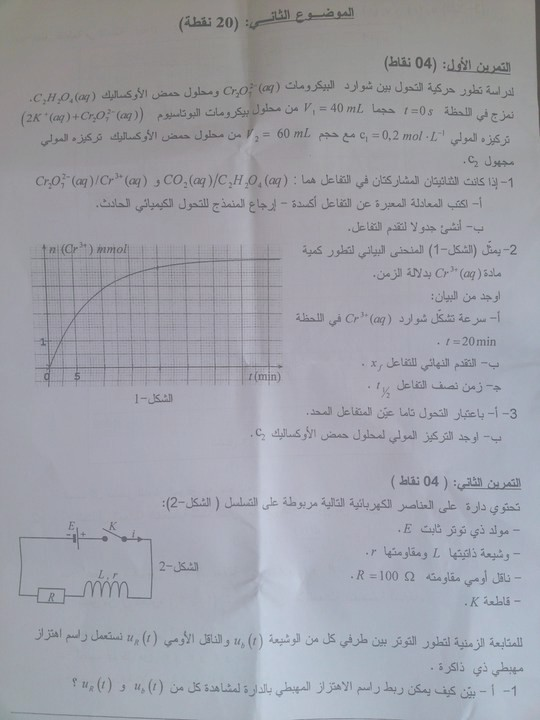 الموضوع الثاني: (20 نقطة)
التمرين الأول: (04 نقاط)
لدراسة تطور حركية التحول بين شوارد البيكرومات Cr₂O₇²⁻(aq) ومحلول حمض الأوكساليك C₂H₂O₄(aq).
نمزج في اللحظة t=0 s حجما V₁ = 40 mL من محلول بيكرومات البوتاسيوم (2K⁺(aq)+Cr₂O₇²⁻(aq))
تركيزه المولي c₁=0,2 mol·L⁻¹ مع حجم V₂ = 60 mL من محلول حمض الأوكساليك تركيزه المولي
مجهول c₂.
1- إذا كانت الثنائيتان المشاركتان في التفاعل هما : CO₂(aq)/C₂H₂O₄(aq) و Cr₂O₇²⁻(aq)/Cr³⁺(aq)
أ- اكتب المعادلة المعبرة عن التفاعل أكسدة - إرجاع المنمذج للتحول الكيميائي الحادث.
ب- أنشئ جدولا لتقدم التفاعل.
2- يمثّل (الشكل-1) المنحنى البياني لتطور كمية
مادة Cr³⁺(aq) بدلالة الزمن.
اوجد من البيان:
أ- سرعة تشكّل شوارد Cr³⁺(aq) في اللحظة
t = 20 min .
ب- التقدم النهائي للتفاعل x_f .
ج- زمن نصف التفاعل t₁/₂ .
n (Cr³⁺) mmol
1
0 5 t (min)
الشكل-1
3- أ- باعتبار التحول تاما عيّن المتفاعل المحد.
ب- اوجد التركيز المولي لمحلول حمض الأوكساليك c₂.
التمرين الثاني: (04 نقاط)
تحتوي دارة على العناصر الكهربائية التالية مربوطة على التسلسل (الشكل-2):
- مولد ذي توتر ثابت E.
- وشيعة ذاتيتها L ومقاومتها r.
- ناقل أومي مقاومته R = 100 Ω.
- قاطعة K.
E K i
- +
L, r
R
الشكل-2
للمتابعة الزمنية لتطور التوتر بين طرفي كل من الوشيعة u_b(t) والناقل الأومي u_R(t) نستعمل راسم اهتزاز
مهبطي ذي ذاكرة .
1- أ - بيّن كيف يمكن ربط راسم الاهتزاز المهبطي بالدارة لمشاهدة كل من u_b(t) و u_R(t) ؟